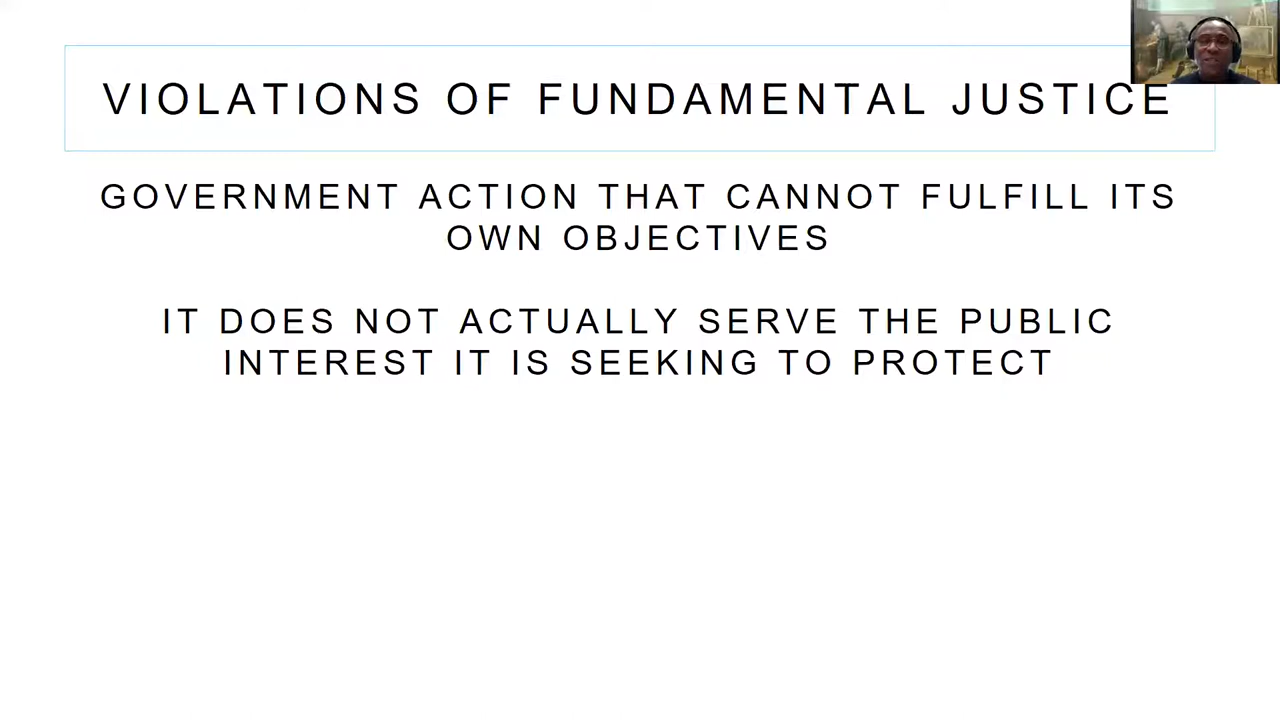 VIOLATIONS OF FUNDAMENTAL JUSTICE
GOVERNMENT ACTION THAT CANNOT FULFILL ITS
OWN OBJECTIVES
IT DOES NOT ACTUALLY SERVE THE PUBLIC
INTEREST IT IS SEEKING TO PROTECT